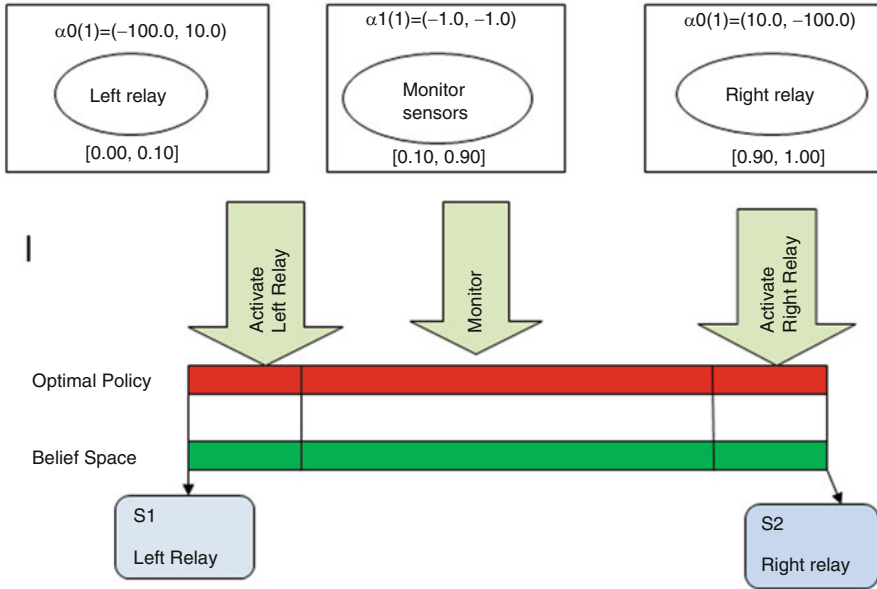 α0(1)=(−100.0, 10.0)
α1(1)=(−1.0, −1.0)
α0(1)=(10.0, −100.0)
Left relay
Monitor
sensors
Right relay
[0.00, 0.10]
[0.10, 0.90]
[0.90, 1.00]
Activate
Left Relay
Monitor
Activate
Right Relay
Optimal Policy
Belief Space
S1
Left Relay
S2
Right relay